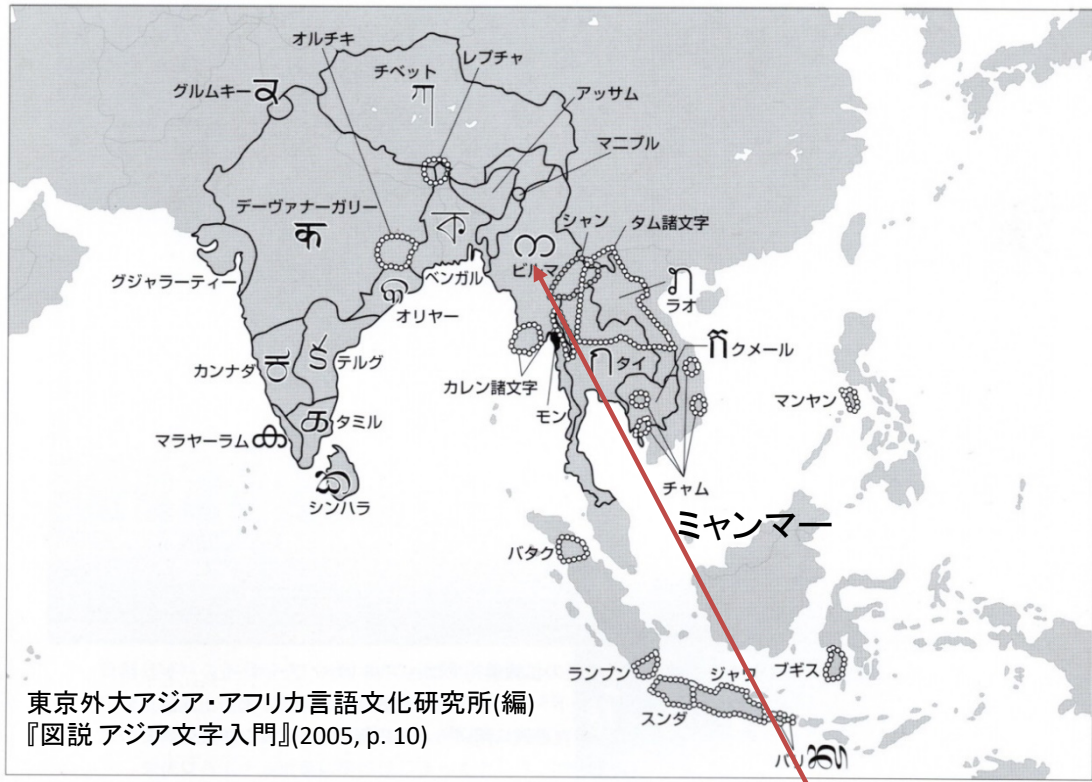 オルチキ
レプチャ
チベット
ཀ
グルムキー
ਕ
アッサム
マニプル
デーヴァナーガリー
क
シャン
タム諸文字
ক
က
ビルマ
グジャラーティー
ベンガル
କ
オリヤー
ກ
ラオ
カンナダ
ಕ
క
テルグ
ก
タイ
ក
クメール
カレン諸文字
モン
マンヤン
マラヤーラム
ക
க
タミル
チャム
ක
シンハラ
ミャンマー
バタク
ランプン
ジャワ
ブギス
スンダ
バリ
ᬓ
東京外大アジア・アフリカ言語文化研究所(編)
『図説 アジア文字入門』(2005, p. 10)